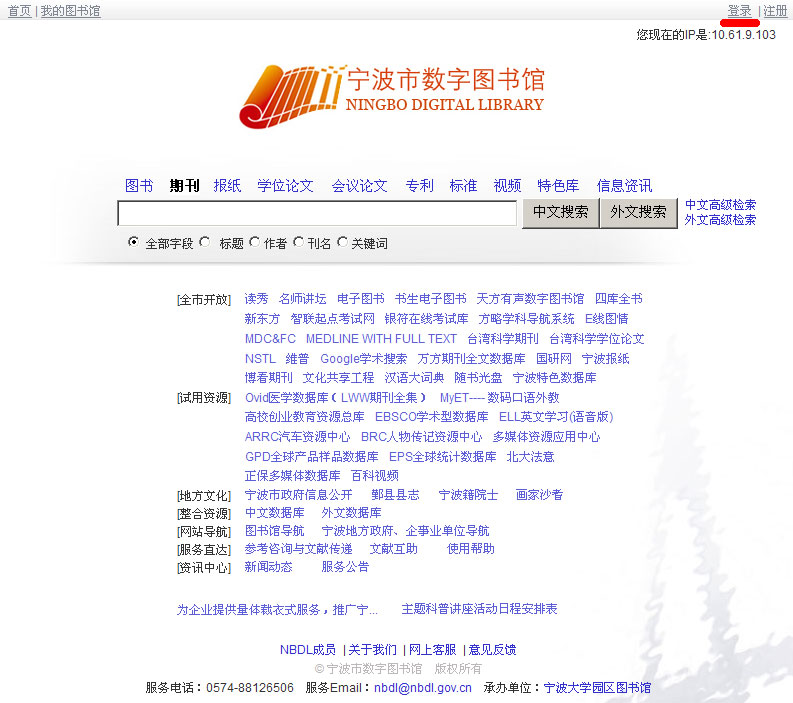 首页 | 我的图书馆 登录 | 注册
您现在的IP是:10.61.9.103
宁波市数字图书馆
NINGBO DIGITAL LIBRARY
图书 期刊 报纸 学位论文 会议论文 专利 标准 视频 特色库 信息资讯
中文搜索 外文搜索 中文高级检索
外文高级检索
全部字段 标题 作者 刊名 关键词
[全市开放] 读秀 名师讲坛 电子图书 书生电子图书 天方有声数字图书馆 四库全书
新东方 智联起点考试网 银符在线考试库 方略学科导航系统 E线图情
MDC&FC MEDLINE WITH FULL TEXT 台湾科学期刊 台湾科学学位论文
NSTL 维普 Google学术搜索 万方期刊全文数据库 国研网 宁波报纸
博看期刊 文化共享工程 汉语大词典 随书光盘 宁波特色数据库
[试用资源] Ovid医学数据库（LWW期刊全集） MyET----数码口语外教
高校创业教育资源总库 EBSCO学术型数据库 ELL英文学习(语音版)
ARRC汽车资源中心 BRC人物传记资源中心 多媒体资源应用中心
GPD全球产品样品数据库 EPS全球统计数据库 北大法意
正保多媒体数据库 百科视频
[地方文化] 宁波市政府信息公开 鄞县县志 宁波籍院士 画家沙耆
[整合资源] 中文数据库 外文数据库
[网站导航] 图书馆导航 宁波地方政府、企事业单位导航
[服务直达] 参考咨询与文献传递 文献互助 使用帮助
[资讯中心] 新闻动态 服务公告
为企业提供量体裁衣式服务，推广宁... 主题科普讲座活动日程安排表
NBDL成员 | 关于我们 | 网上客服 | 意见反馈
© 宁波市数字图书馆 版权所有
服务电话：0574-88126506 服务Email：nbdl@nbdl.gov.cn 承办单位：宁波大学园区图书馆